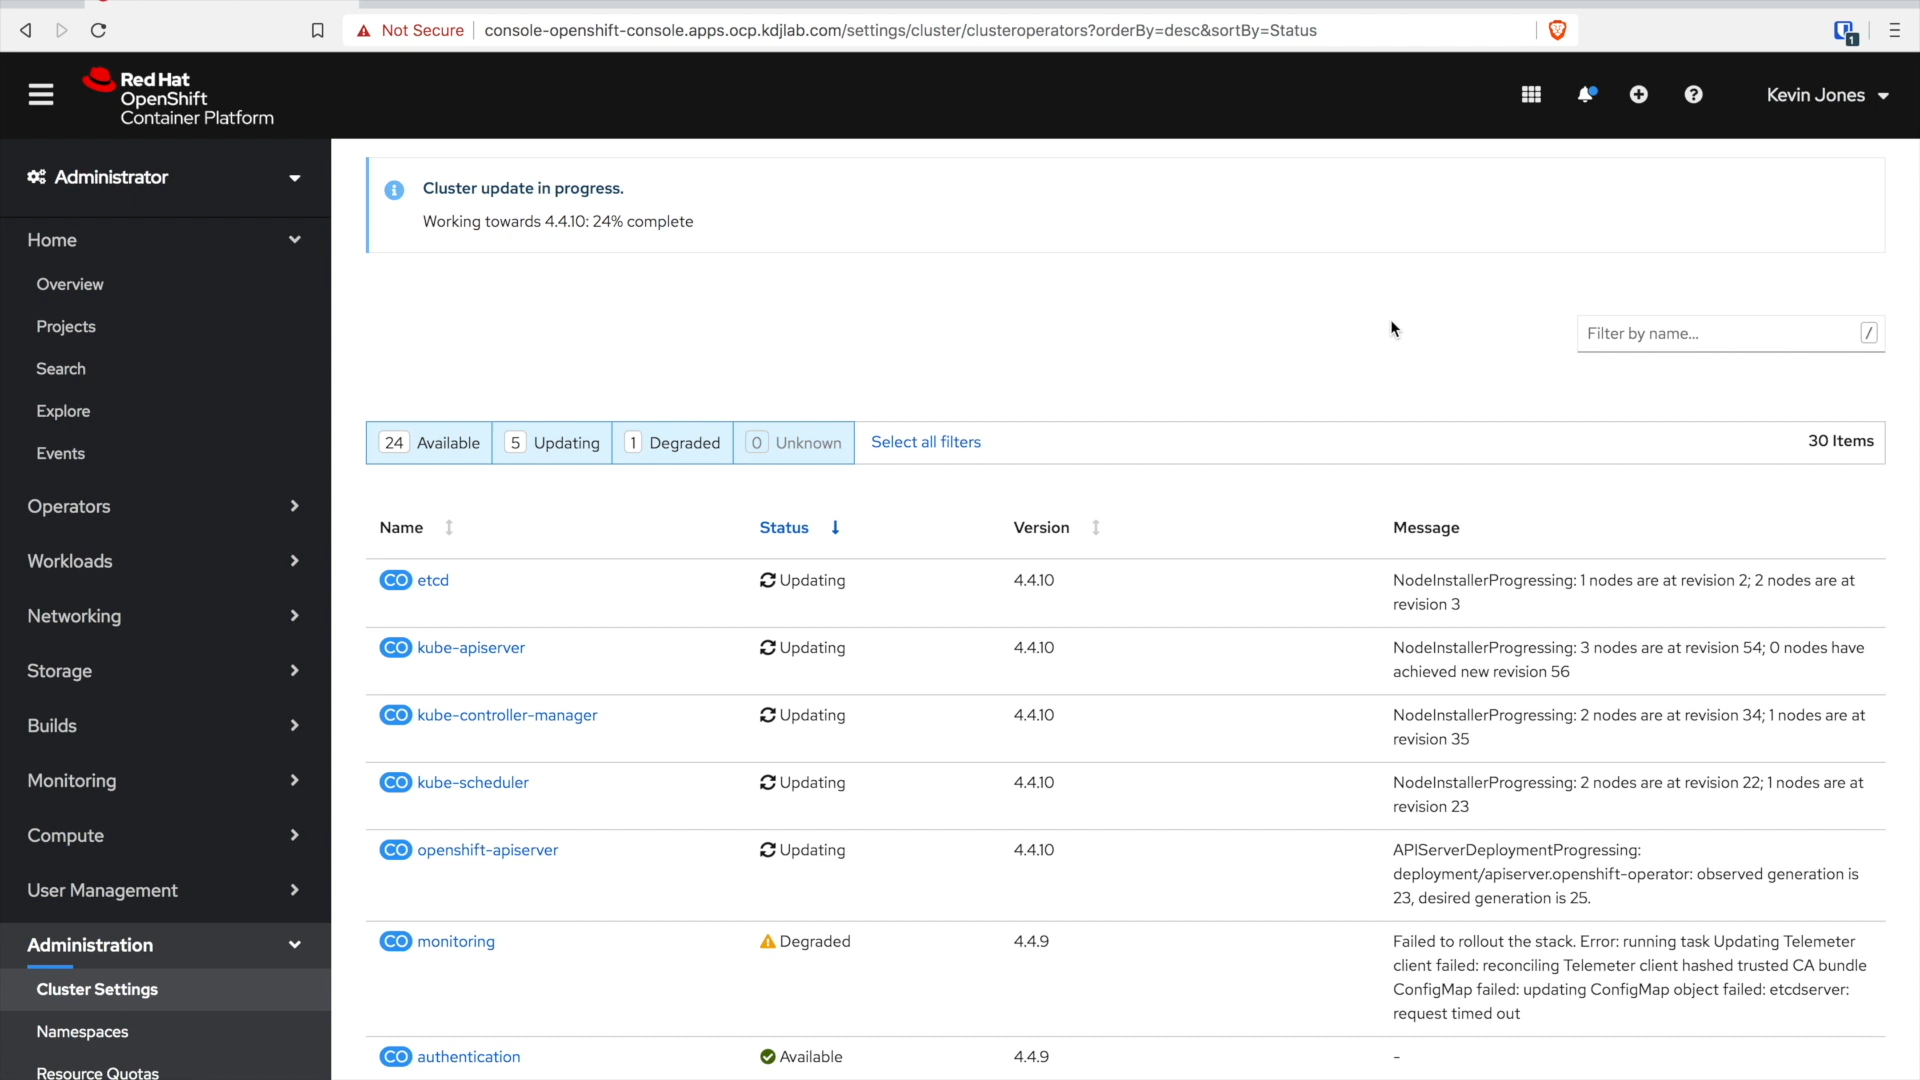 Not Secure
console-openshift-console.apps.ocp.kdjlab.com/settings/cluster/clusteroperators?orderBy=desc&sortBy=Status
1
Red Hat
OpenShift
Container Platform
Kevin Jones
Administrator
Home
Overview
Projects
Search
Explore
Events
Operators
Workloads
Networking
Storage
Builds
Monitoring
Compute
User Management
Administration
Cluster Settings
Namespaces
Resource Quotas
Cluster update in progress.
Working towards 4.4.10: 24% complete
Filter by name...
/
24 Available
5 Updating
1 Degraded
0 Unknown
Select all filters
30 Items
Name Status Version Message
CO etcd Updating 4.4.10 NodeInstallerProgressing: 1 nodes are at revision 2; 2 nodes are at
revision 3
CO kube-apiserver Updating 4.4.10 NodeInstallerProgressing: 3 nodes are at revision 54; 0 nodes have
achieved new revision 56
CO kube-controller-manager Updating 4.4.10 NodeInstallerProgressing: 2 nodes are at revision 34; 1 nodes are at
revision 35
CO kube-scheduler Updating 4.4.10 NodeInstallerProgressing: 2 nodes are at revision 22; 1 nodes are at
revision 23
CO openshift-apiserver Updating 4.4.10 APIServerDeploymentProgressing:
deployment/apiserver.openshift-operator: observed generation is
23, desired generation is 25.
CO monitoring Degraded 4.4.9 Failed to rollout the stack. Error: running task Updating Telemeter
client failed: reconciling Telemeter client hashed trusted CA bundle
ConfigMap failed: updating ConfigMap object failed: etcdserver:
request timed out
CO authentication Available 4.4.9 -